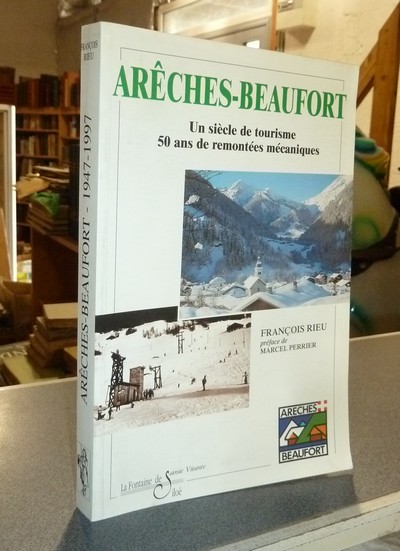 FRANÇOIS
RIEU
ARÊCHES-BEAUFORT - 1947-1997
ARÊCHES-BEAUFORT
Un siècle de tourisme
50 ans de remontées mécaniques
FRANÇOIS RIEU
préface de
MARCEL PERRIER
ARECHES
BEAUFORT
La Fontaine de Siloé